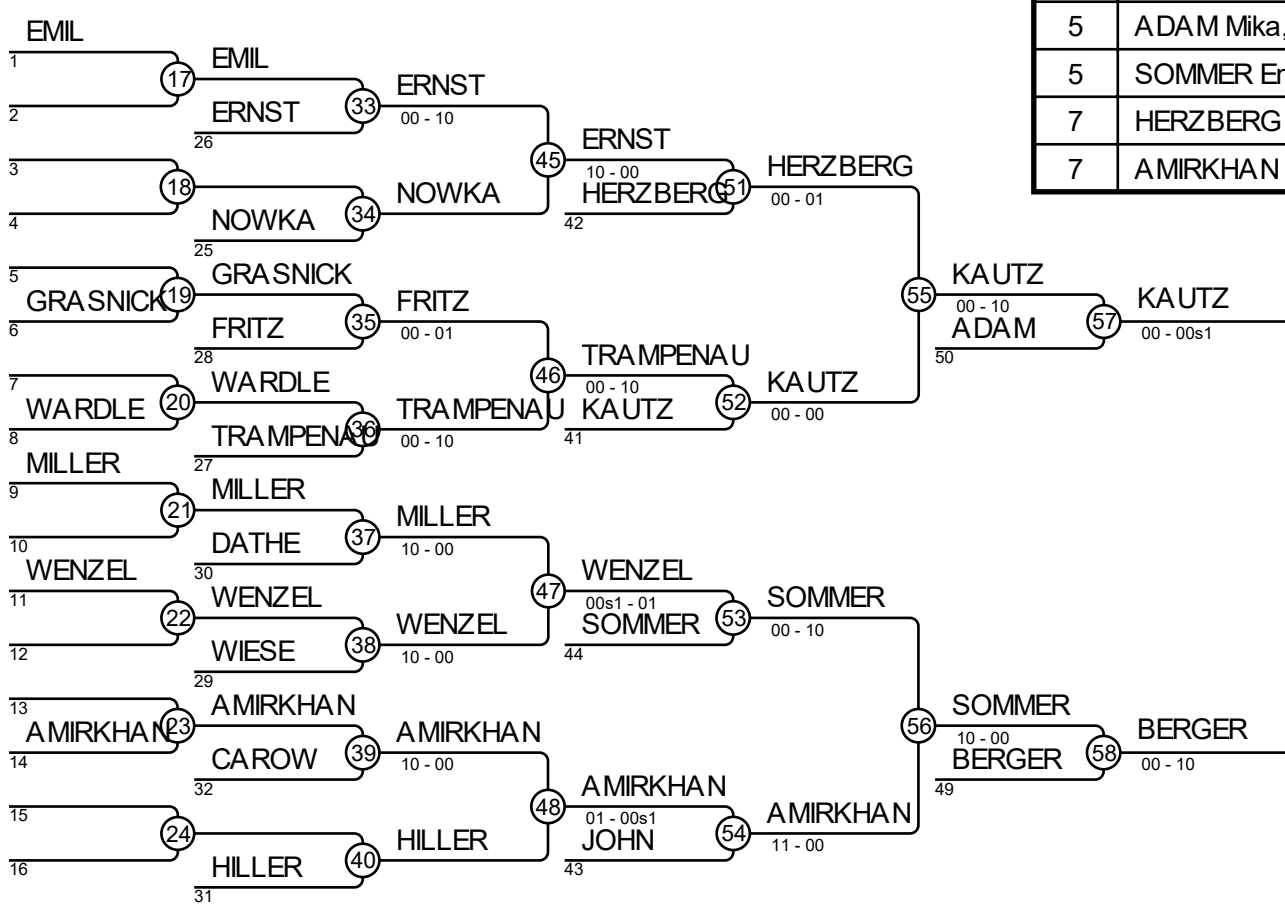 EMIL
1
17
EMIL
2
ERNST
26
33
ERNST
00 - 10
3
18
4
NOWKA
25
34
NOWKA
45
ERNST
10 - 00
HERZBERG
42
51
HERZBERG
00 - 01
5
GRASNICK
6
19
GRASNICK
FRITZ
28
35
FRITZ
00 - 01
7
WARDLE
8
20
WARDLE
TRAMPENAU
27
36
TRAMPENAU
00 - 10
46
TRAMPENAU
00 - 10
KAUTZ
41
52
KAUTZ
00 - 00
55
KAUTZ
00 - 10
ADAM
50
57
KAUTZ
00 - 00s1
MILLER
9
10
21
MILLER
DATHE
30
37
MILLER
10 - 00
WENZEL
11
12
22
WENZEL
WIESE
29
38
WENZEL
10 - 00
47
WENZEL
00s1 - 01
SOMMER
44
53
SOMMER
00 - 10
13
AMIRKHAN
14
23
AMIRKHAN
CAROW
32
39
AMIRKHAN
10 - 00
15
16
24
HILLER
31
40
HILLER
48
AMIRKHAN
01 - 00s1
JOHN
43
54
AMIRKHAN
11 - 00
56
SOMMER
10 - 00
BERGER
49
58
BERGER
00 - 10
5 ADAM Mika,
5 SOMMER Er
7 HERZBERG
7 AMIRKHAN